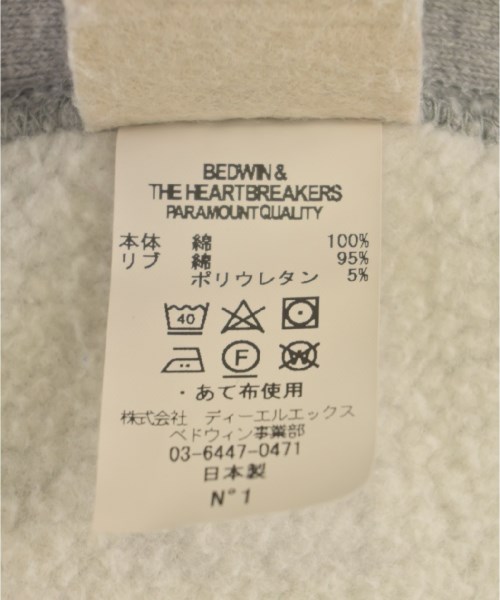 BEDWIN &
THE HEARTBREAKERS
PARAMOUNT QUALITY
本体 綿 100%
リブ 綿 95%
ポリウレタン 5%
40
F W
・あて布使用
株式会社 ディーエルエックス
ベドウィン事業部
03-6447-0471
日本製
N°1